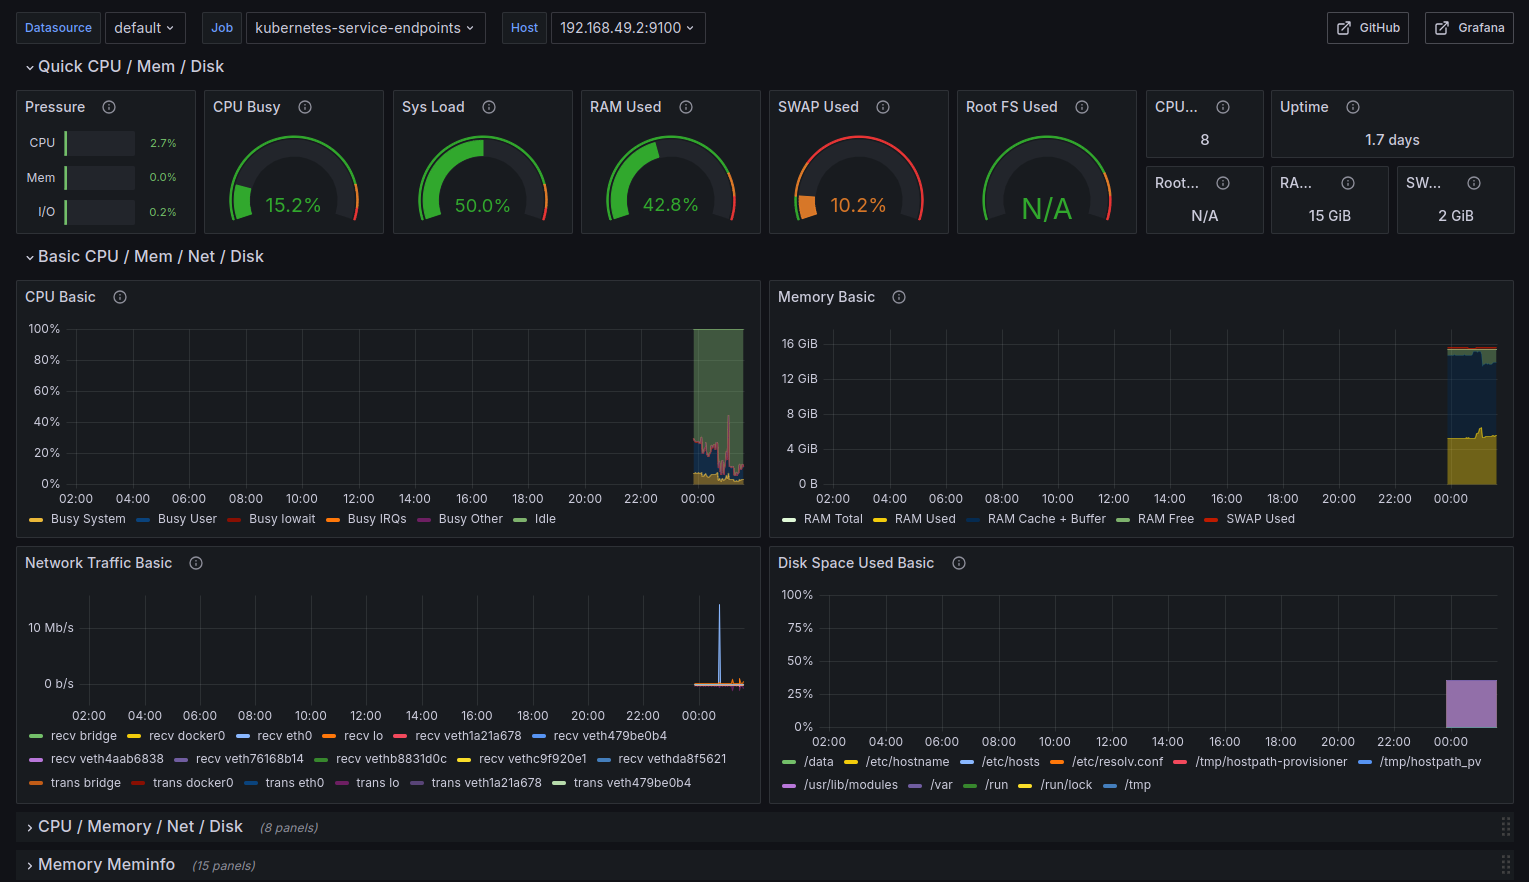 Datasource default Job kubernetes-service-endpoints Host 192.168.49.2:9100 GitHub Grafana
Quick CPU / Mem / Disk
Pressure CPU Busy Sys Load RAM Used SWAP Used Root FS Used CPU... Uptime
CPU 2.7%
8 1.7 days
Mem 0.0%
Root... RA... SW...
15.2% 50.0% 42.8% 10.2% N/A
I/O 0.2%
N/A 15 GiB 2 GiB
Basic CPU / Mem / Net / Disk
CPU Basic
100%
80%
60%
40%
20%
0%
02:00 04:00 06:00 08:00 10:00 12:00 14:00 16:00 18:00 20:00 22:00 00:00
Busy System Busy User Busy Iowait Busy IRQs Busy Other Idle
Memory Basic
16 GiB
12 GiB
8 GiB
4 GiB
0 B
02:00 04:00 06:00 08:00 10:00 12:00 14:00 16:00 18:00 20:00 22:00 00:00
RAM Total RAM Used RAM Cache + Buffer RAM Free SWAP Used
Network Traffic Basic
10 Mb/s
0 b/s
02:00 04:00 06:00 08:00 10:00 12:00 14:00 16:00 18:00 20:00 22:00 00:00
recv bridge recv docker0 recv eth0 recv lo recv veth1a21a678 recv veth479be0b4
recv veth4aab6838 recv veth76168b14 recv vethb8831d0c recv vethc9f920e1 recv vethda8f5621
trans bridge trans docker0 trans eth0 trans lo trans veth1a21a678 trans veth479be0b4
Disk Space Used Basic
100%
75%
50%
25%
0%
02:00 04:00 06:00 08:00 10:00 12:00 14:00 16:00 18:00 20:00 22:00 00:00
/data /etc/hostname /etc/hosts /etc/resolv.conf /tmp/hostpath-provisioner /tmp/hostpath_pv
/usr/lib/modules /var /run /run/lock /tmp
CPU / Memory / Net / Disk (8 panels)
Memory Meminfo (15 panels)